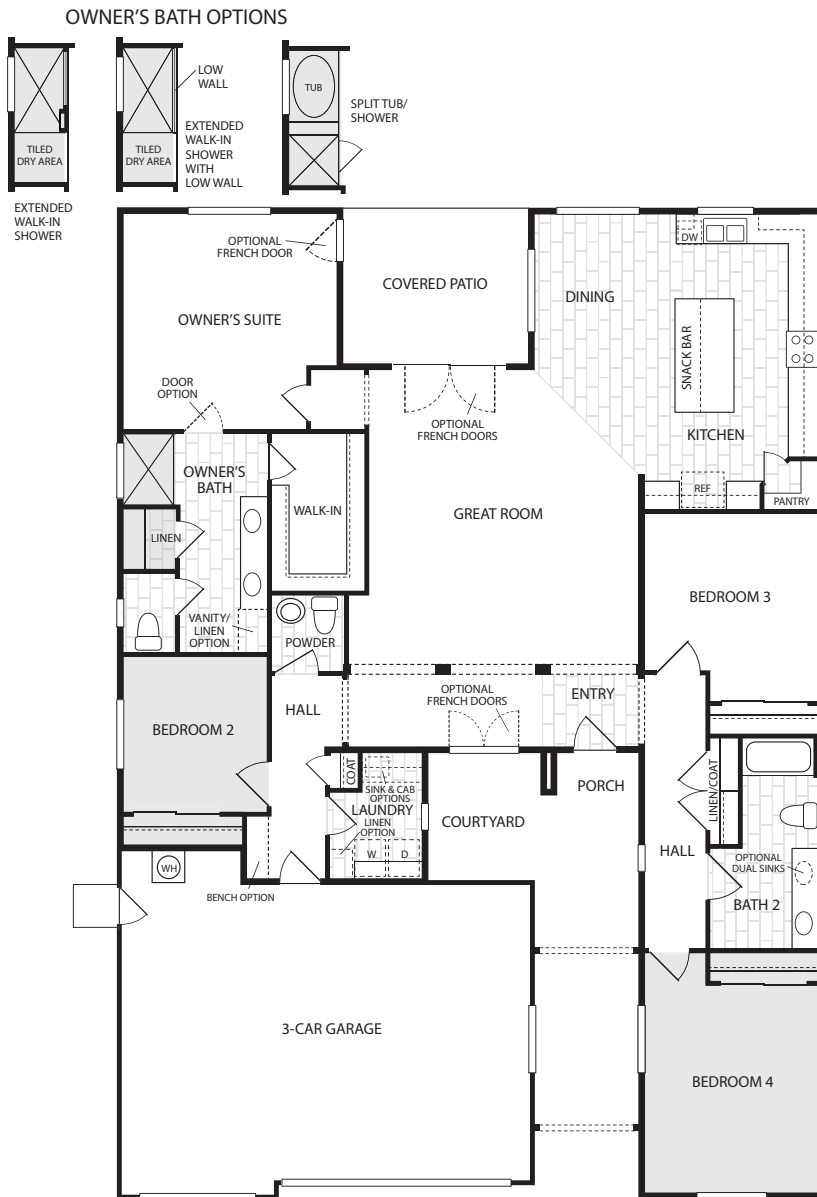 OWNER'S BATH OPTIONS
LOW
WALL
TUB
SPLIT TUB/
SHOWER
EXTENDED
WALK-IN
SHOWER
WITH
LOW WALL
TILED
DRY AREA
TILED
DRY AREA
EXTENDED
WALK-IN
SHOWER
OPTIONAL
FRENCH DOOR
DW
COVERED PATIO
DINING
OWNER'S SUITE
SNACK BAR
DOOR
OPTION
OPTIONAL
FRENCH DOORS
KITCHEN
OWNER'S
BATH
REF
PANTRY
WALK-IN
GREAT ROOM
LINEN
BEDROOM 3
VANITY/
LINEN
OPTION
POWDER
OPTIONAL
FRENCH DOORS
ENTRY
HALL
BEDROOM 2
COAT
SINK & CAB
OPTIONS
LAUNDRY
LINEN
OPTION
W
D
PORCH
COURTYARD
LINEN/COAT
HALL
OPTIONAL
DUAL SINKS
BATH 2
WH
BENCH OPTION
3-CAR GARAGE
BEDROOM 4